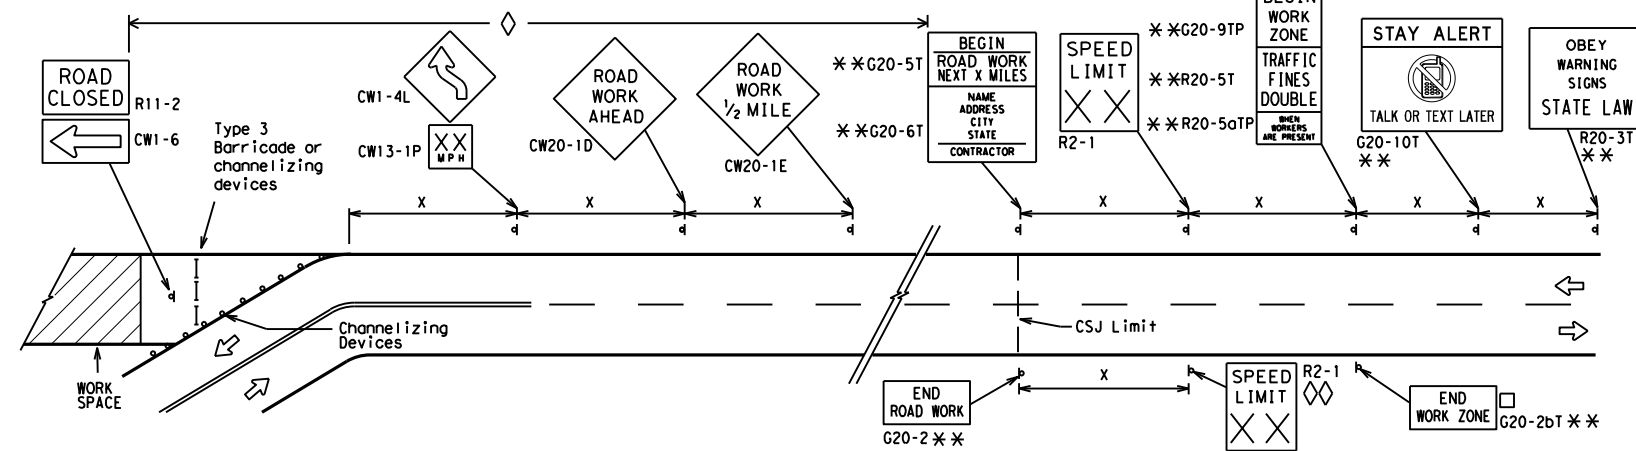 ROAD
CLOSED
R11-2
CW1-6
Type 3
Barricade or
channelizing
devices
CW1-4L
XX
MPH
CW13-1P
ROAD
WORK
AHEAD
CW20-1D
ROAD
WORK
1/2 MILE
CW20-1E
**G20-5T
**G20-6T
BEGIN
ROAD WORK
NEXT X MILES
NAME
ADDRESS
CITY
STATE
CONTRACTOR
SPEED
LIMIT
XX
R2-1
**G20-9TP
**R20-5T
**R20-5aTP
BEGIN
WORK
ZONE
TRAFFIC
FINES
DOUBLE
WHEN
WORKERS
ARE PRESENT
STAY ALERT
TALK OR TEXT LATER
G20-10T
**
OBEY
WARNING
SIGNS
STATE LAW
R20-3T
**
X
X
X
X
X
X
X
Channelizing
Devices
WORK
SPACE
CSJ Limit
X
END
ROAD WORK
G20-2**
SPEED
LIMIT
XX
R2-1
END
WORK ZONE
G20-2bT**